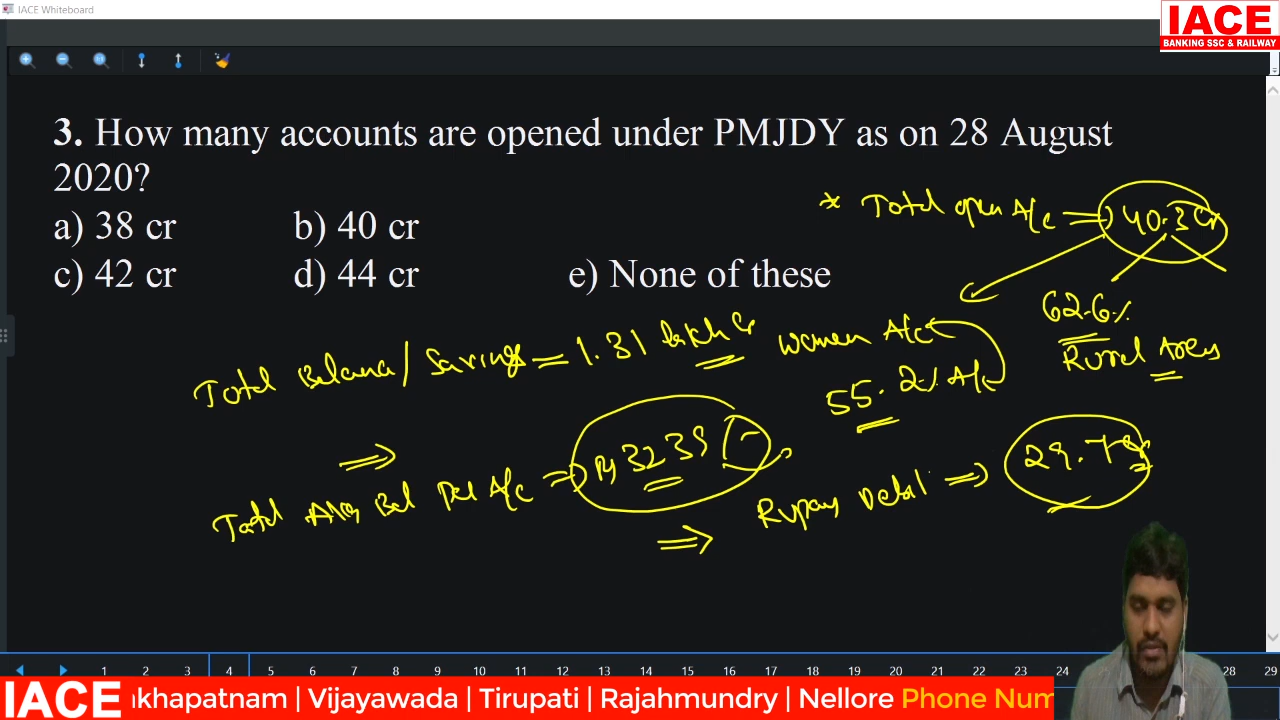 IACE Whiteboard
IACE
BANKING SSC & RAILWAY
3. How many accounts are opened under PMJDY as on 28 August
2020?
a) 38 cr b) 40 cr
c) 42 cr d) 44 cr e) None of these
* Total open A/c => 40.3 Cr
62.6%
Rural Areas
Total Balance / Savings = 1.31 lakh Cr
women A/c
55.2% A/c
=> Total Avg Bal Per A/c => 3239/-
=> Rupay Debit => 29.7 Cr
1 2 3 4 5 6 7 8 9 10 11 12 13 14 15 16 17 18 19 20 21 22 23 24 28 29
IACE
khapatnam | Vijayawada | Tirupati | Rajahmundry | Nellore Phone Num